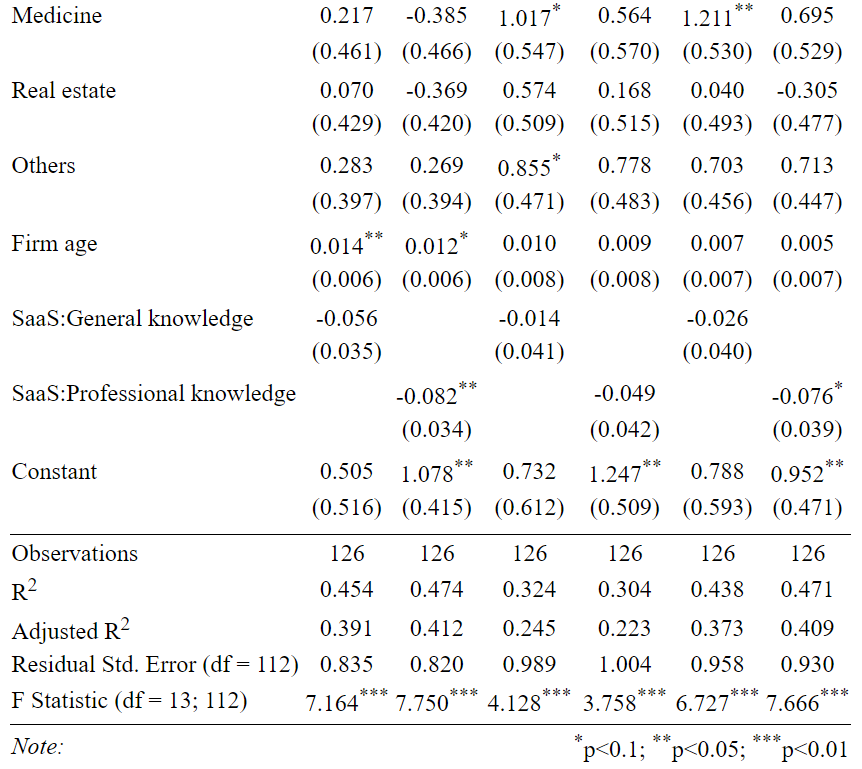 Medicine 0.217 -0.385 1.017* 0.564 1.211** 0.695
(0.461) (0.466) (0.547) (0.570) (0.530) (0.529)
Real estate 0.070 -0.369 0.574 0.168 0.040 -0.305
(0.429) (0.420) (0.509) (0.515) (0.493) (0.477)
Others 0.283 0.269 0.855* 0.778 0.703 0.713
(0.397) (0.394) (0.471) (0.483) (0.456) (0.447)
Firm age 0.014** 0.012* 0.010 0.009 0.007 0.005
(0.006) (0.006) (0.008) (0.008) (0.007) (0.007)
SaaS:General knowledge -0.056 -0.014 -0.026
(0.035) (0.041) (0.040)
SaaS:Professional knowledge -0.082** -0.049 -0.076*
(0.034) (0.042) (0.039)
Constant 0.505 1.078** 0.732 1.247** 0.788 0.952**
(0.516) (0.415) (0.612) (0.509) (0.593) (0.471)
Observations 126 126 126 126 126 126
R2 0.454 0.474 0.324 0.304 0.438 0.471
Adjusted R2 0.391 0.412 0.245 0.223 0.373 0.409
Residual Std. Error (df = 112) 0.835 0.820 0.989 1.004 0.958 0.930
F Statistic (df = 13; 112) 7.164*** 7.750*** 4.128*** 3.758*** 6.727*** 7.666***
Note: *p<0.1; **p<0.05; ***p<0.01